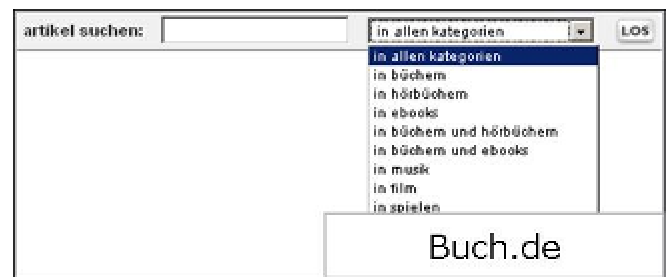 artikel suchen: in allen kategorien LOS
in allen kategorien
in büchern
in hörbüchern
in ebooks
in büchern und hörbüchern
in büchern und ebooks
in musik
in film
in spielen
Buch.de